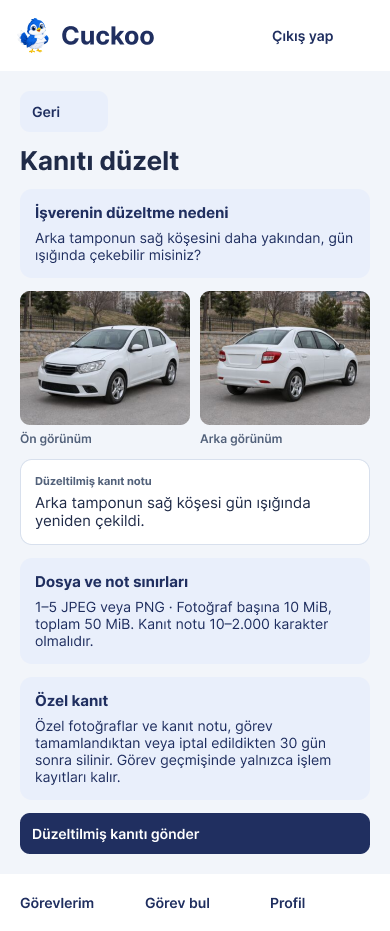 Cuckoo
Çıkış yap
Geri
Kanıtı düzelt
İşverenin düzeltme nedeni
Arka tamponun sağ köşesini daha yakından, gün
ışığında çekebilir misiniz?
Ön görünüm
Arka görünüm
Düzeltilmiş kanıt notu
Arka tamponun sağ köşesi gün ışığında
yeniden çekildi.
Dosya ve not sınırları
1–5 JPEG veya PNG · Fotoğraf başına 10 MiB,
toplam 50 MiB. Kanıt notu 10–2.000 karakter
olmalıdır.
Özel kanıt
Özel fotoğraflar ve kanıt notu, görev
tamamlandıktan veya iptal edildikten 30 gün
sonra silinir. Görev geçmişinde yalnızca işlem
kayıtları kalır.
Düzeltilmiş kanıtı gönder
Görevlerim
Görev bul
Profil